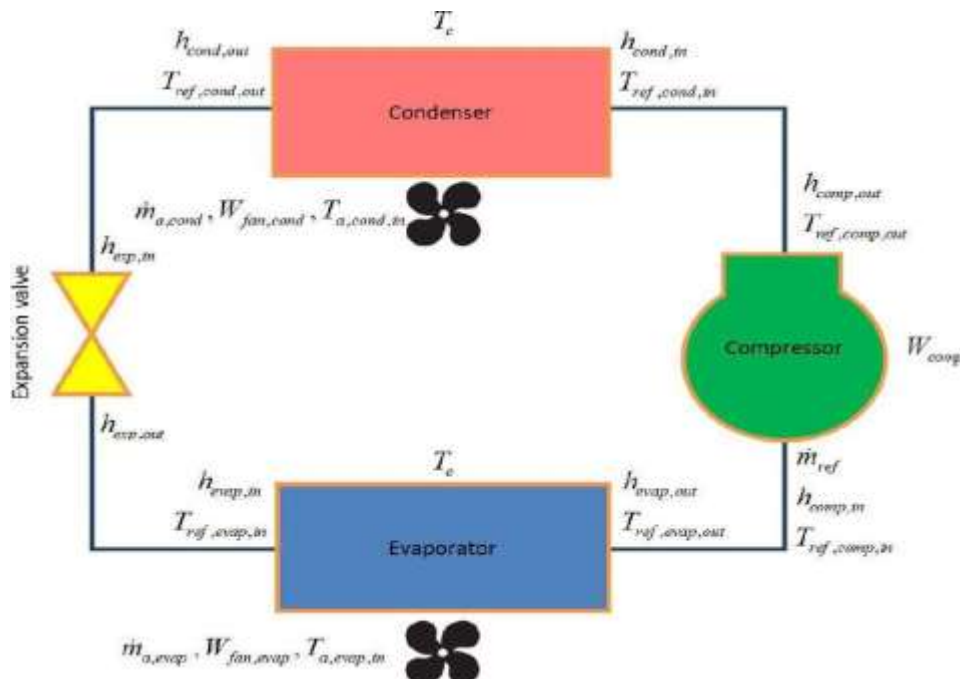 T_c
h_cond,out
h_cond,in
T_ref,cond,out
T_ref,cond,in
Condenser
ṁ_a,cond , W_fan,cond , T_a,cond,in
h_comp,out
T_ref,comp,out
h_exp,in
Expansion valve
Compressor
W_comp
h_exp,out
T_e
ṁ_ref
h_evap,in
h_evap,out
h_comp,in
T_ref,evap,in
T_ref,evap,out
T_ref,comp,in
Evaporator
ṁ_a,evap , W_fan,evap , T_a,evap,in